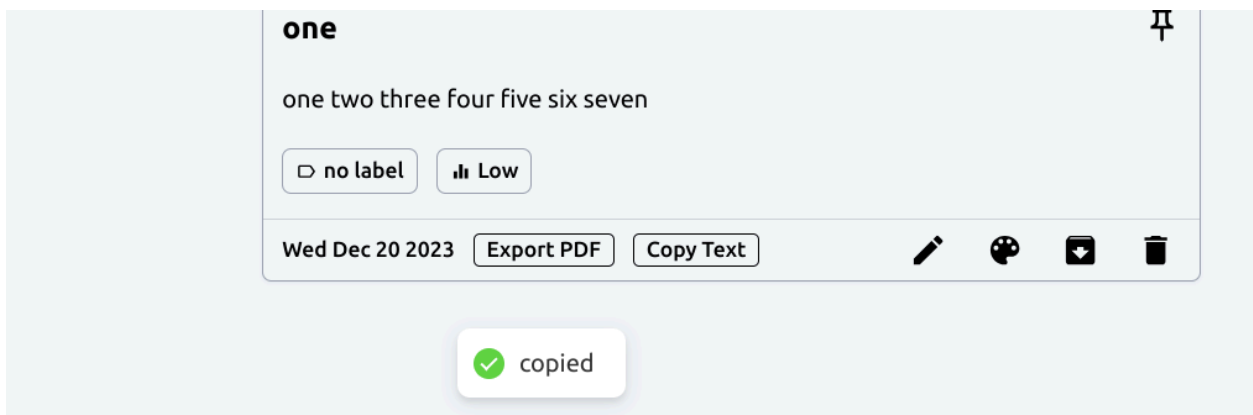 one
one two three four five six seven
no label Low
Wed Dec 20 2023 Export PDF Copy Text
copied